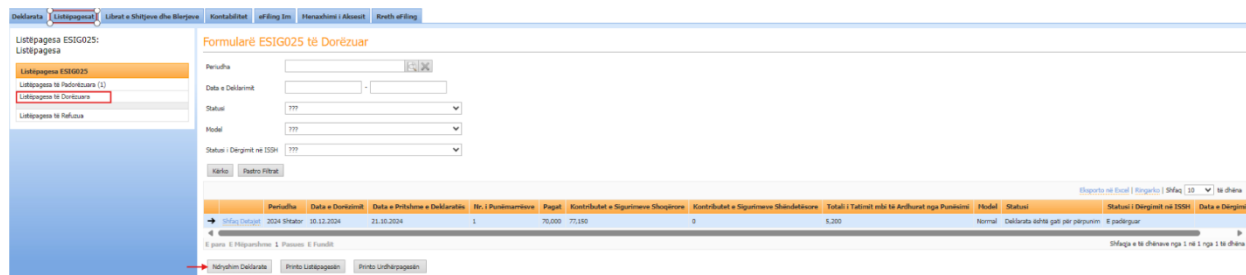 Deklarata Listëpagesat Librat e Shitjeve dhe Blerjeve Kontabilitet eFiling Im Menaxhimi i Aksesit Rreth eFiling
Listëpagesa ESIG025:
Listëpagesa
Listëpagesa ESIG025
Listëpagesa të Padorëzuara (1)
Listëpagesa të Dorëzuara
Listëpagesa të Refuzua
Formularë ESIG025 të Dorëzuar
Periudha
Data e Deklarimit -
Statusi ???
Model ???
Statusi i Dërgimit në ISSH ???
Kërko Pastro Filtrat
Eksporto në Excel | Ringarko | Shfaq 10 të dhëna
Periudha Data e Dorëzimit Data e Pritshme e Deklaratës Nr. i Punëmarrësve Pagat Kontributet e Sigurimeve Shoqërore Kontributet e Sigurimeve Shëndetësore Totali i Tatimit mbi të Ardhurat nga Punësimi Model Statusi Statusi i Dërgimit në ISSH Data e Dërgimi
Shfaq Detajet 2024 Shtator 10.12.2024 21.10.2024 1 70,000 77,150 0 5,200 Normal Deklarata është gati për përpunim E padërguar
E para E Mëparshme 1 Pasues E Fundit Shfaqja e të dhënave nga 1 në 1 nga 1 të dhëna
Ndryshim Deklarate Printo Listëpagesën Printo Urdhërpagesën